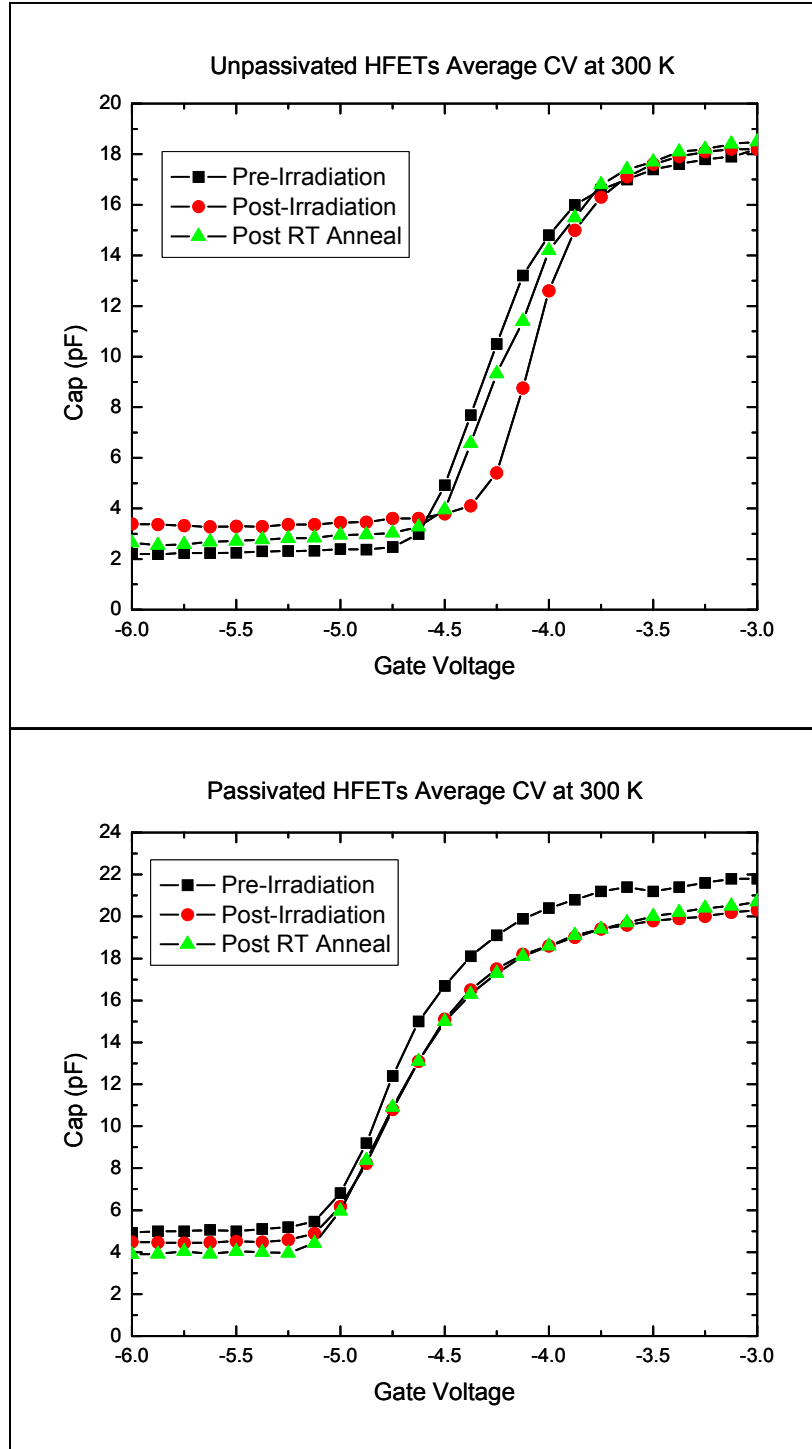 Unpassivated HFETs Average CV at 300 K
20
18
16
14
12
10
8
6
4
2
0
Cap (pF)
Pre-Irradiation
Post-Irradiation
Post RT Anneal
-6.0 -5.5 -5.0 -4.5 -4.0 -3.5 -3.0
Gate Voltage
Passivated HFETs Average CV at 300 K
24
22
20
18
16
14
12
10
8
6
4
2
0
Cap (pF)
Pre-Irradiation
Post-Irradiation
Post RT Anneal
-6.0 -5.5 -5.0 -4.5 -4.0 -3.5 -3.0
Gate Voltage